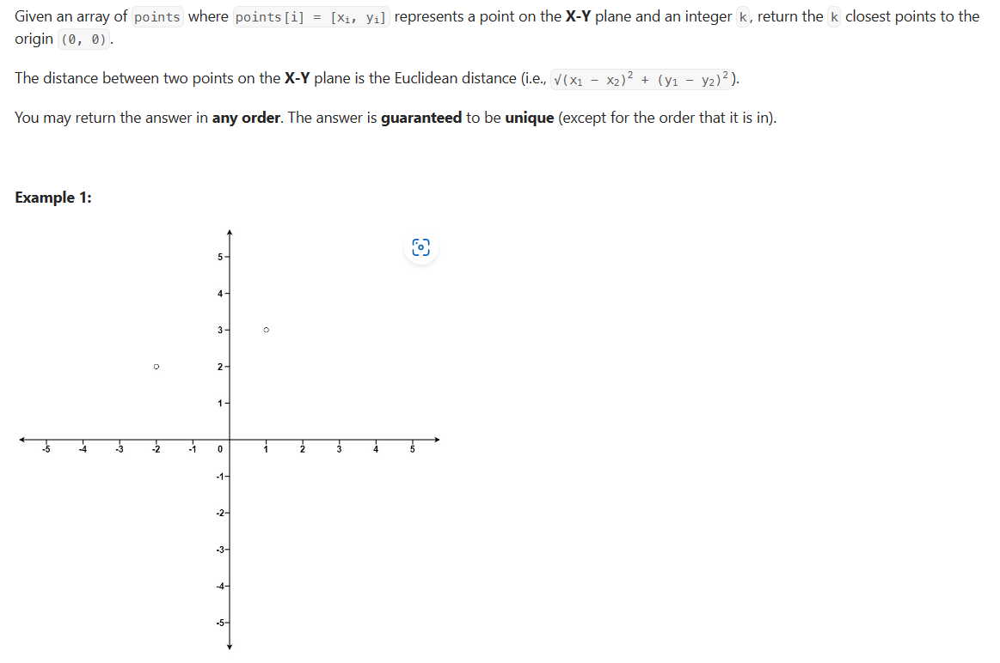 Given an array of points where points[i] = [xᵢ, yᵢ] represents a point on the X-Y plane and an integer k, return the k closest points to the
origin (0, 0).
The distance between two points on the X-Y plane is the Euclidean distance (i.e., √(x₁ - x₂)² + (y₁ - y₂)²).
You may return the answer in any order. The answer is guaranteed to be unique (except for the order that it is in).
Example 1:
5
4
3
2
1
-5 -4 -3 -2 -1 0 1 2 3 4 5
-1
-2
-3
-4
-5